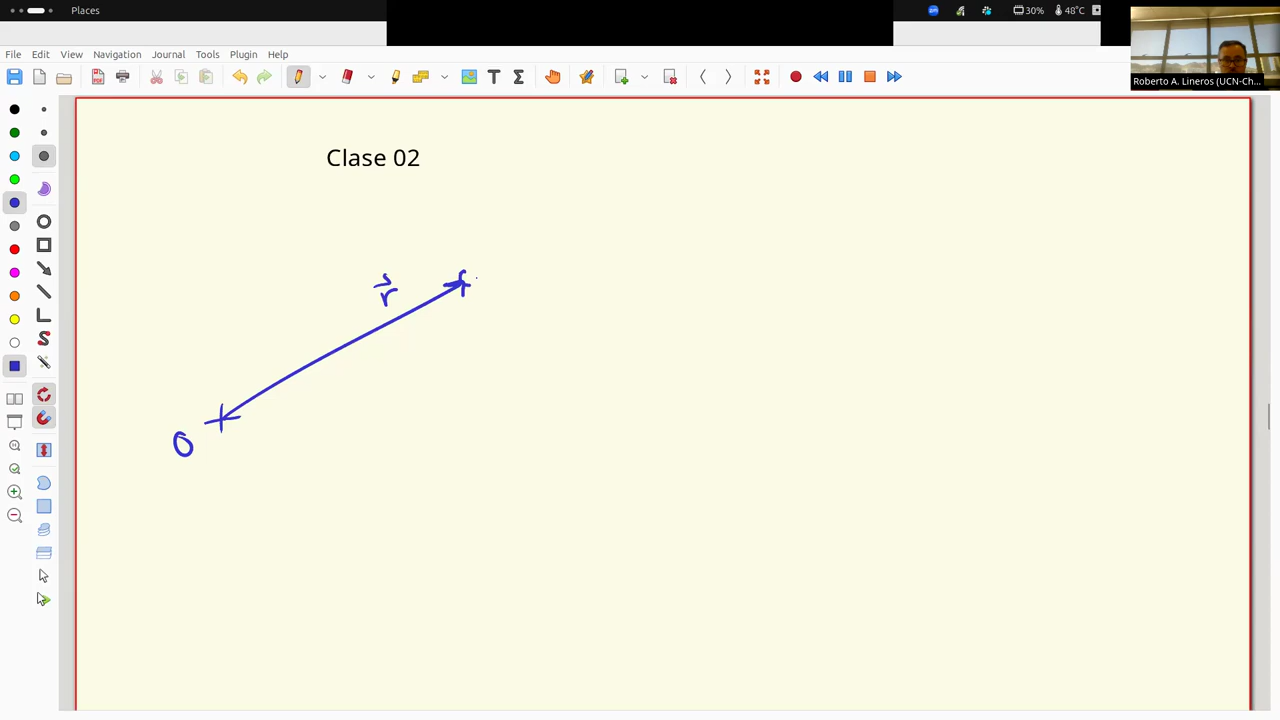 Places
30%
48°C
File Edit View Navigation Journal Tools Plugin Help
Roberto A. Lineros (UCN-Ch...
Clase 02
r⃗
O